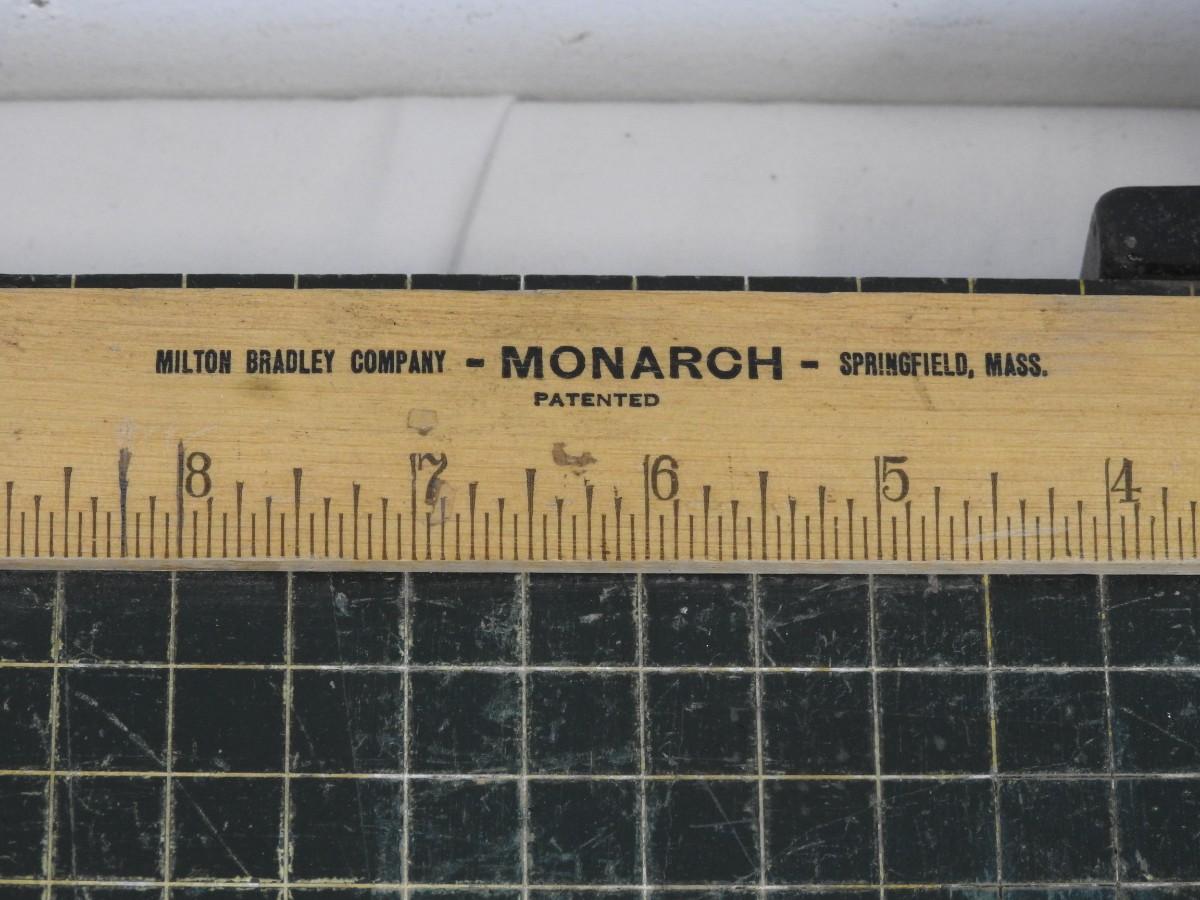 MILTON BRADLEY COMPANY - MONARCH - SPRINGFIELD, MASS.
PATENTED
8 7 6 5 4